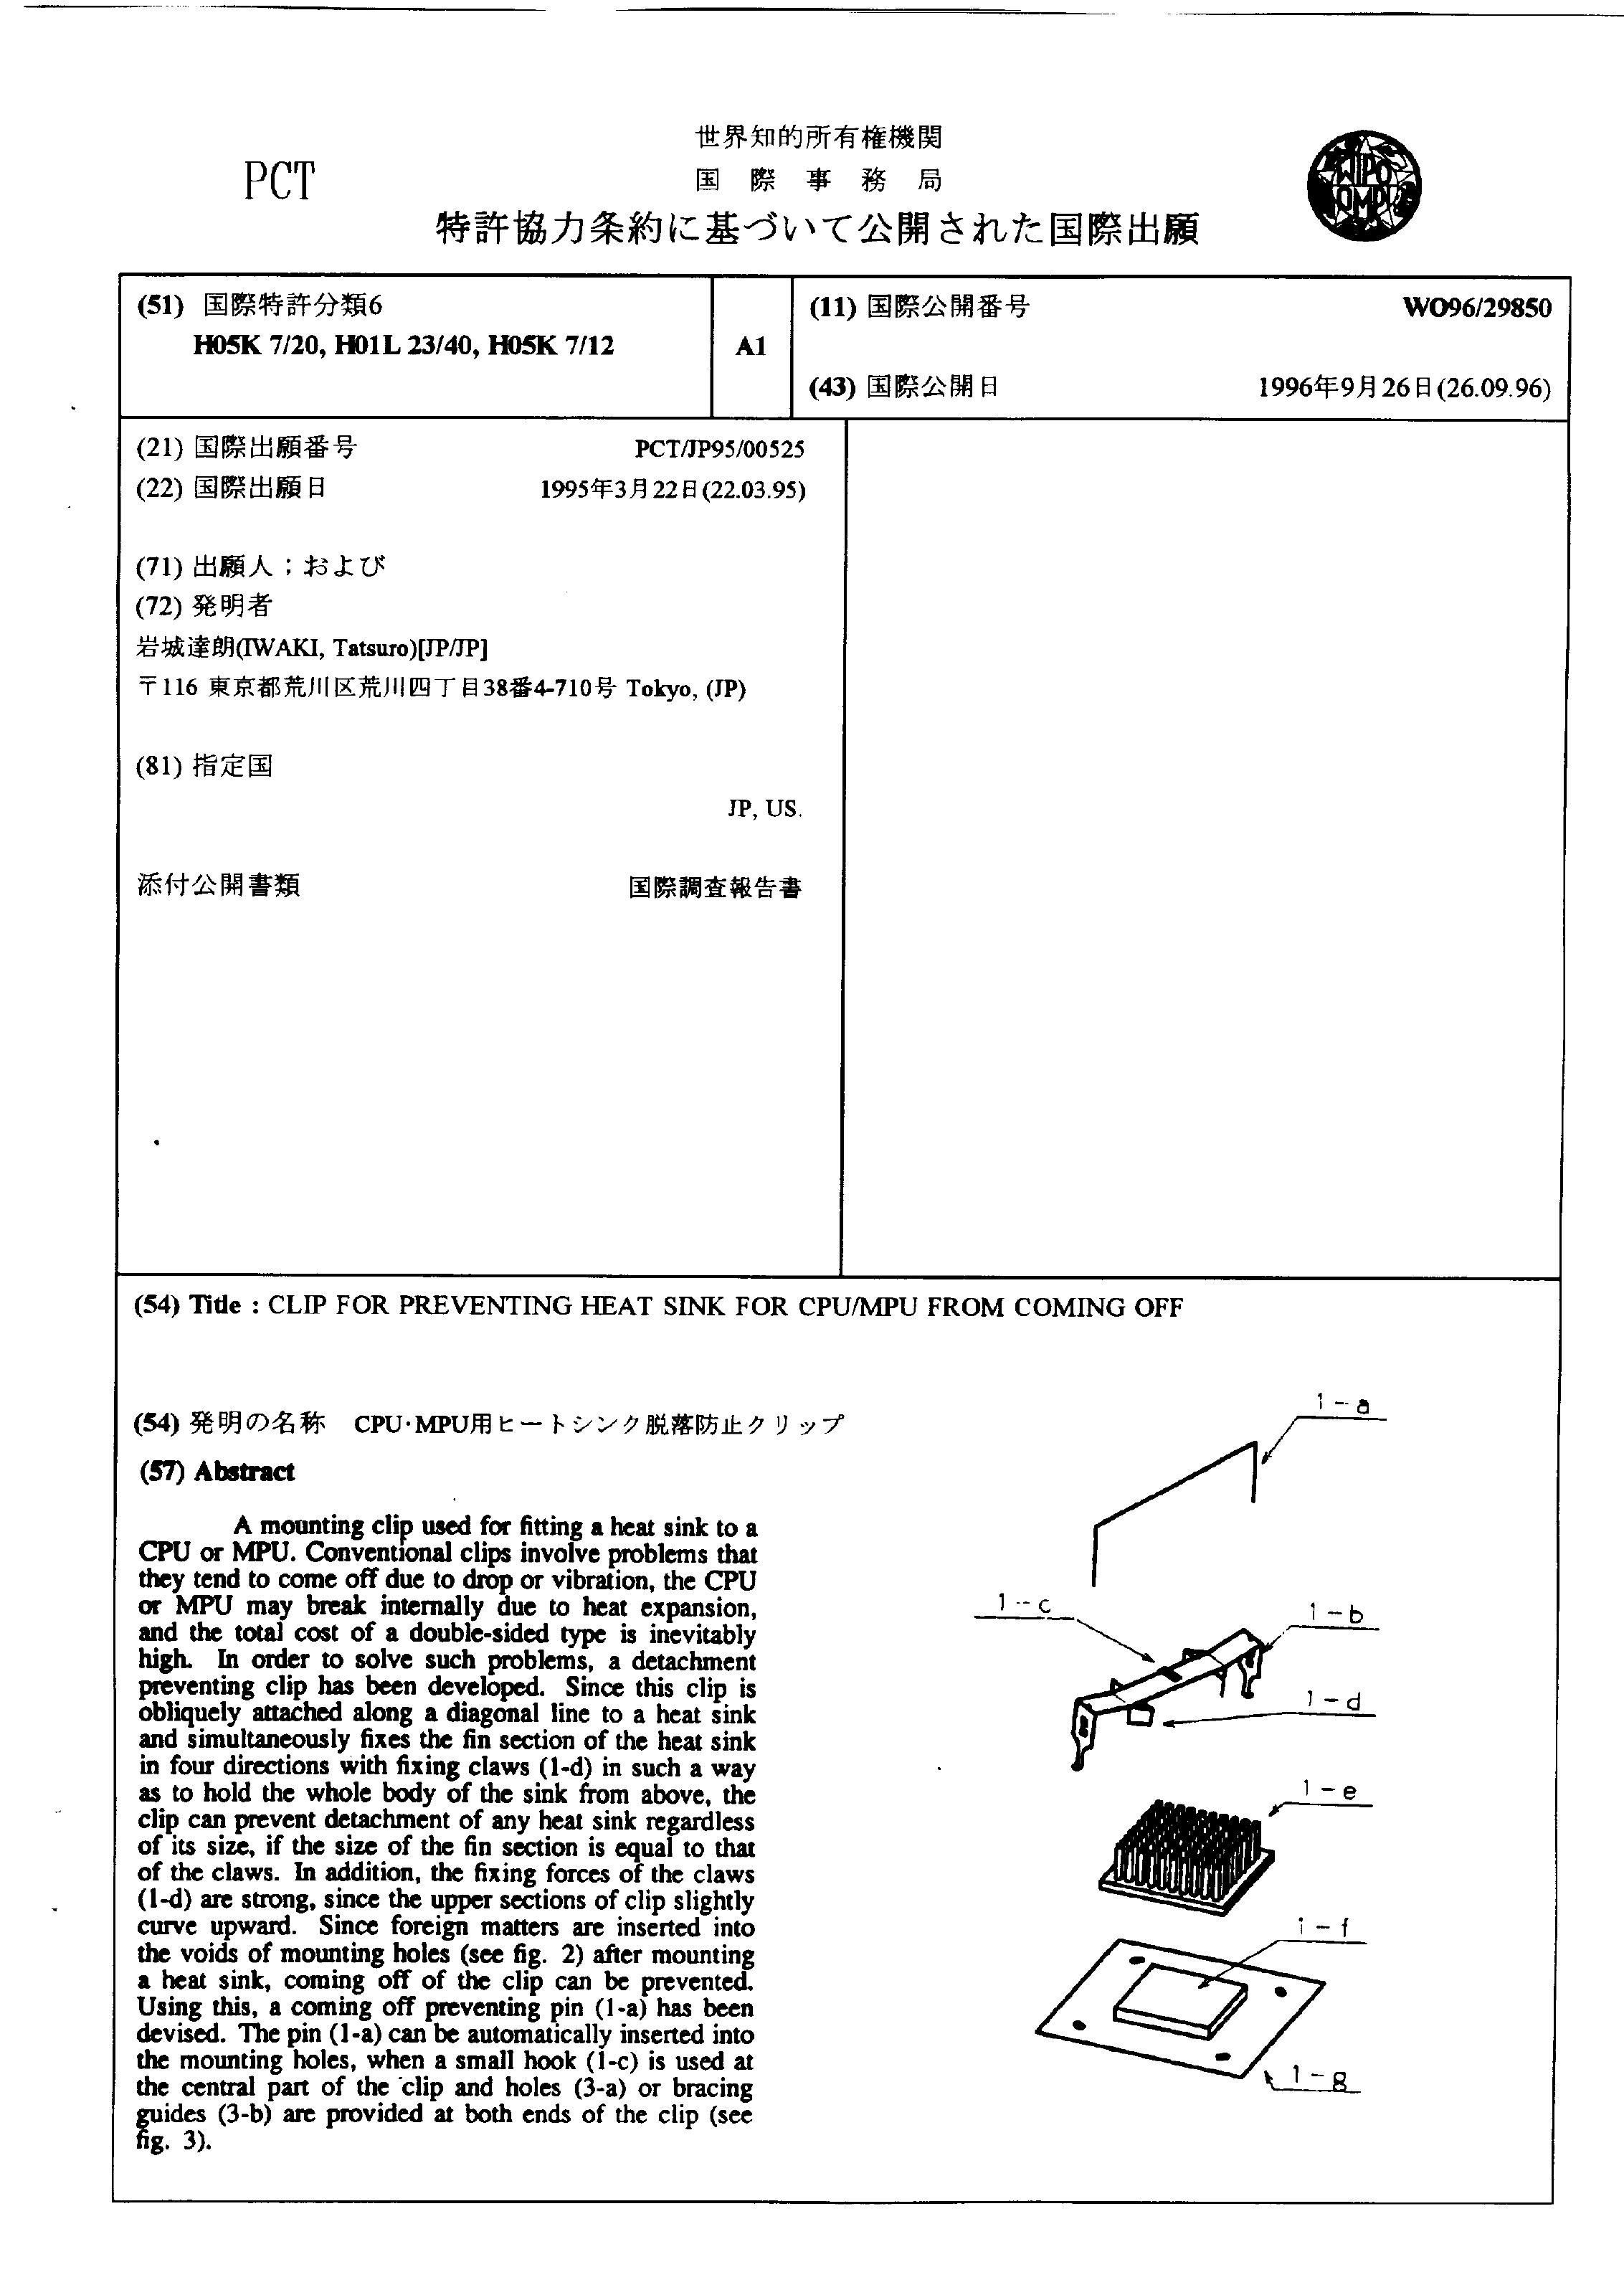 世界知的所有権機関
PCT
国際事務局
特許協力条約に基づいて公開された国際出願
WIPO
OMPI
(51) 国際特許分類6
H05K 7/20, H01L 23/40, H05K 7/12
A1
(11) 国際公開番号 WO96/29850
(43) 国際公開日 1996年9月26日(26.09.96)
(21) 国際出願番号 PCT/JP95/00525
(22) 国際出願日 1995年3月22日(22.03.95)
(71) 出願人；および
(72) 発明者
岩城達朗(IWAKI, Tatsuro)[JP/JP]
〒116 東京都荒川区荒川四丁目38番4-710号 Tokyo, (JP)
(81) 指定国
JP, US.
添付公開書類 国際調査報告書
(54) Title : CLIP FOR PREVENTING HEAT SINK FOR CPU/MPU FROM COMING OFF
(54) 発明の名称 CPU·MPU用ヒートシンク脱落防止クリップ
(57) Abstract
A mounting clip used for fitting a heat sink to a
CPU or MPU. Conventional clips involve problems that
they tend to come off due to drop or vibration, the CPU
or MPU may break internally due to heat expansion,
and the total cost of a double-sided type is inevitably
high. In order to solve such problems, a detachment
preventing clip has been developed. Since this clip is
obliquely attached along a diagonal line to a heat sink
and simultaneously fixes the fin section of the heat sink
in four directions with fixing claws (1-d) in such a way
as to hold the whole body of the sink from above, the
clip can prevent detachment of any heat sink regardless
of its size, if the size of the fin section is equal to that
of the claws. In addition, the fixing forces of the claws
(1-d) are strong, since the upper sections of clip slightly
curve upward. Since foreign matters are inserted into
the voids of mounting holes (see fig. 2) after mounting
a heat sink, coming off of the clip can be prevented.
Using this, a coming off preventing pin (1-a) has been
devised. The pin (1-a) can be automatically inserted into
the mounting holes, when a small hook (1-c) is used at
the central part of the clip and holes (3-a) or bracing
guides (3-b) are provided at both ends of the clip (see
fig. 3).
1-a
1-c
1-b
1-d
1-e
1-f
1-g